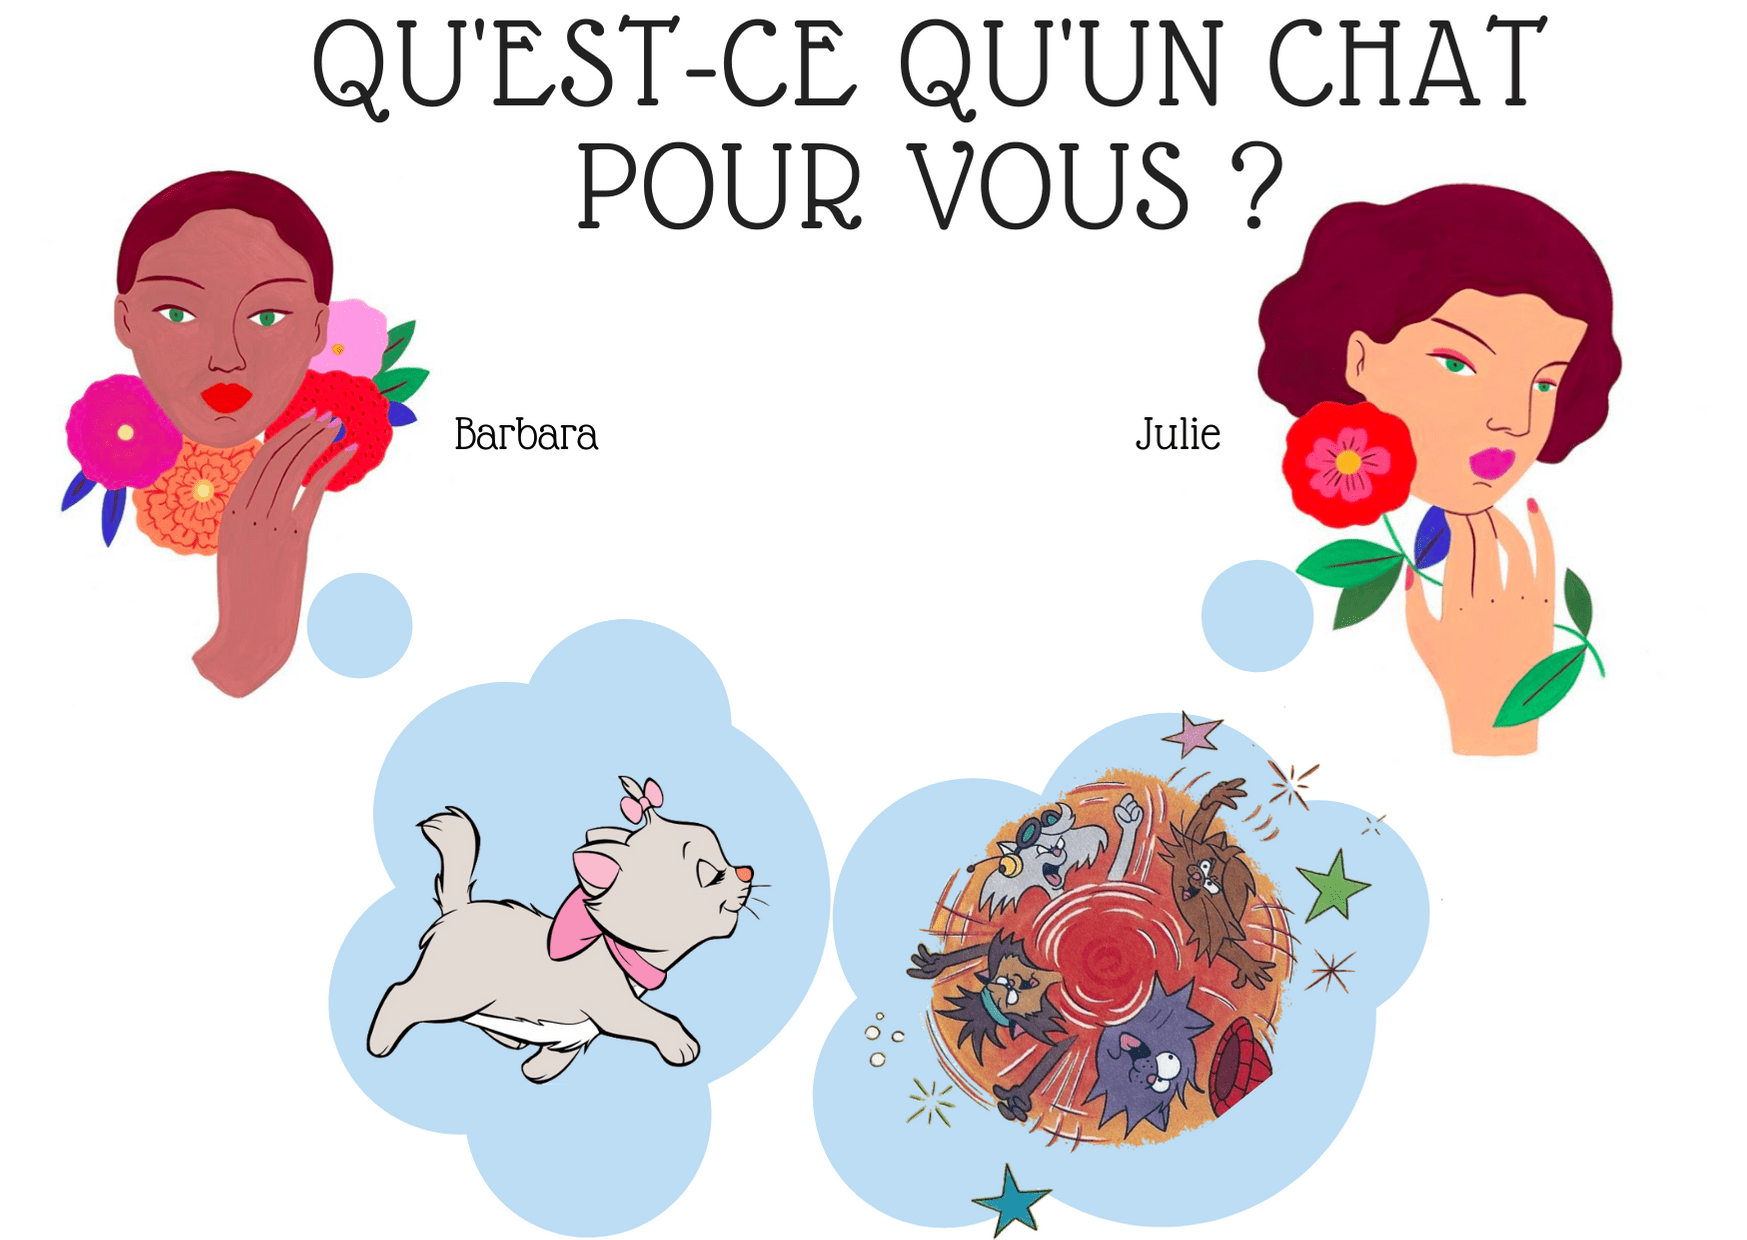 QU'EST-CE QU'UN CHAT
POUR VOUS ?
Barbara
Julie